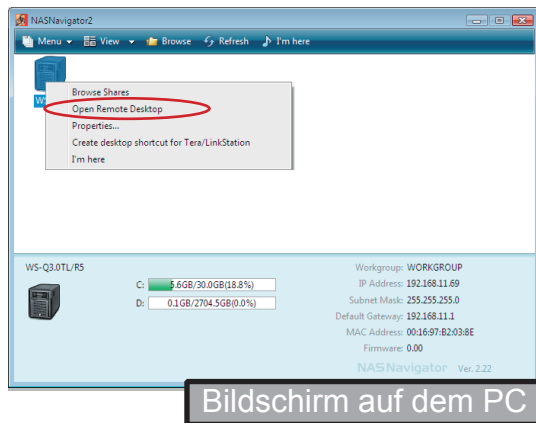 NASNavigator2
Menu View Browse Refresh I'm here
Browse Shares
Open Remote Desktop
Properties...
Create desktop shortcut for Tera/LinkStation
I'm here
WS-Q3.0TL/R5
C: 5.6GB/30.0GB(18.8%)
D: 0.1GB/2704.5GB(0.0%)
Workgroup: WORKGROUP
IP Address: 192.168.11.69
Subnet Mask: 255.255.255.0
Default Gateway: 192.168.11.1
MAC Address: 00:16:97:B2:03:8E
Firmware: 0.00
NASNavigator Ver. 2.22
Bildschirm auf dem PC